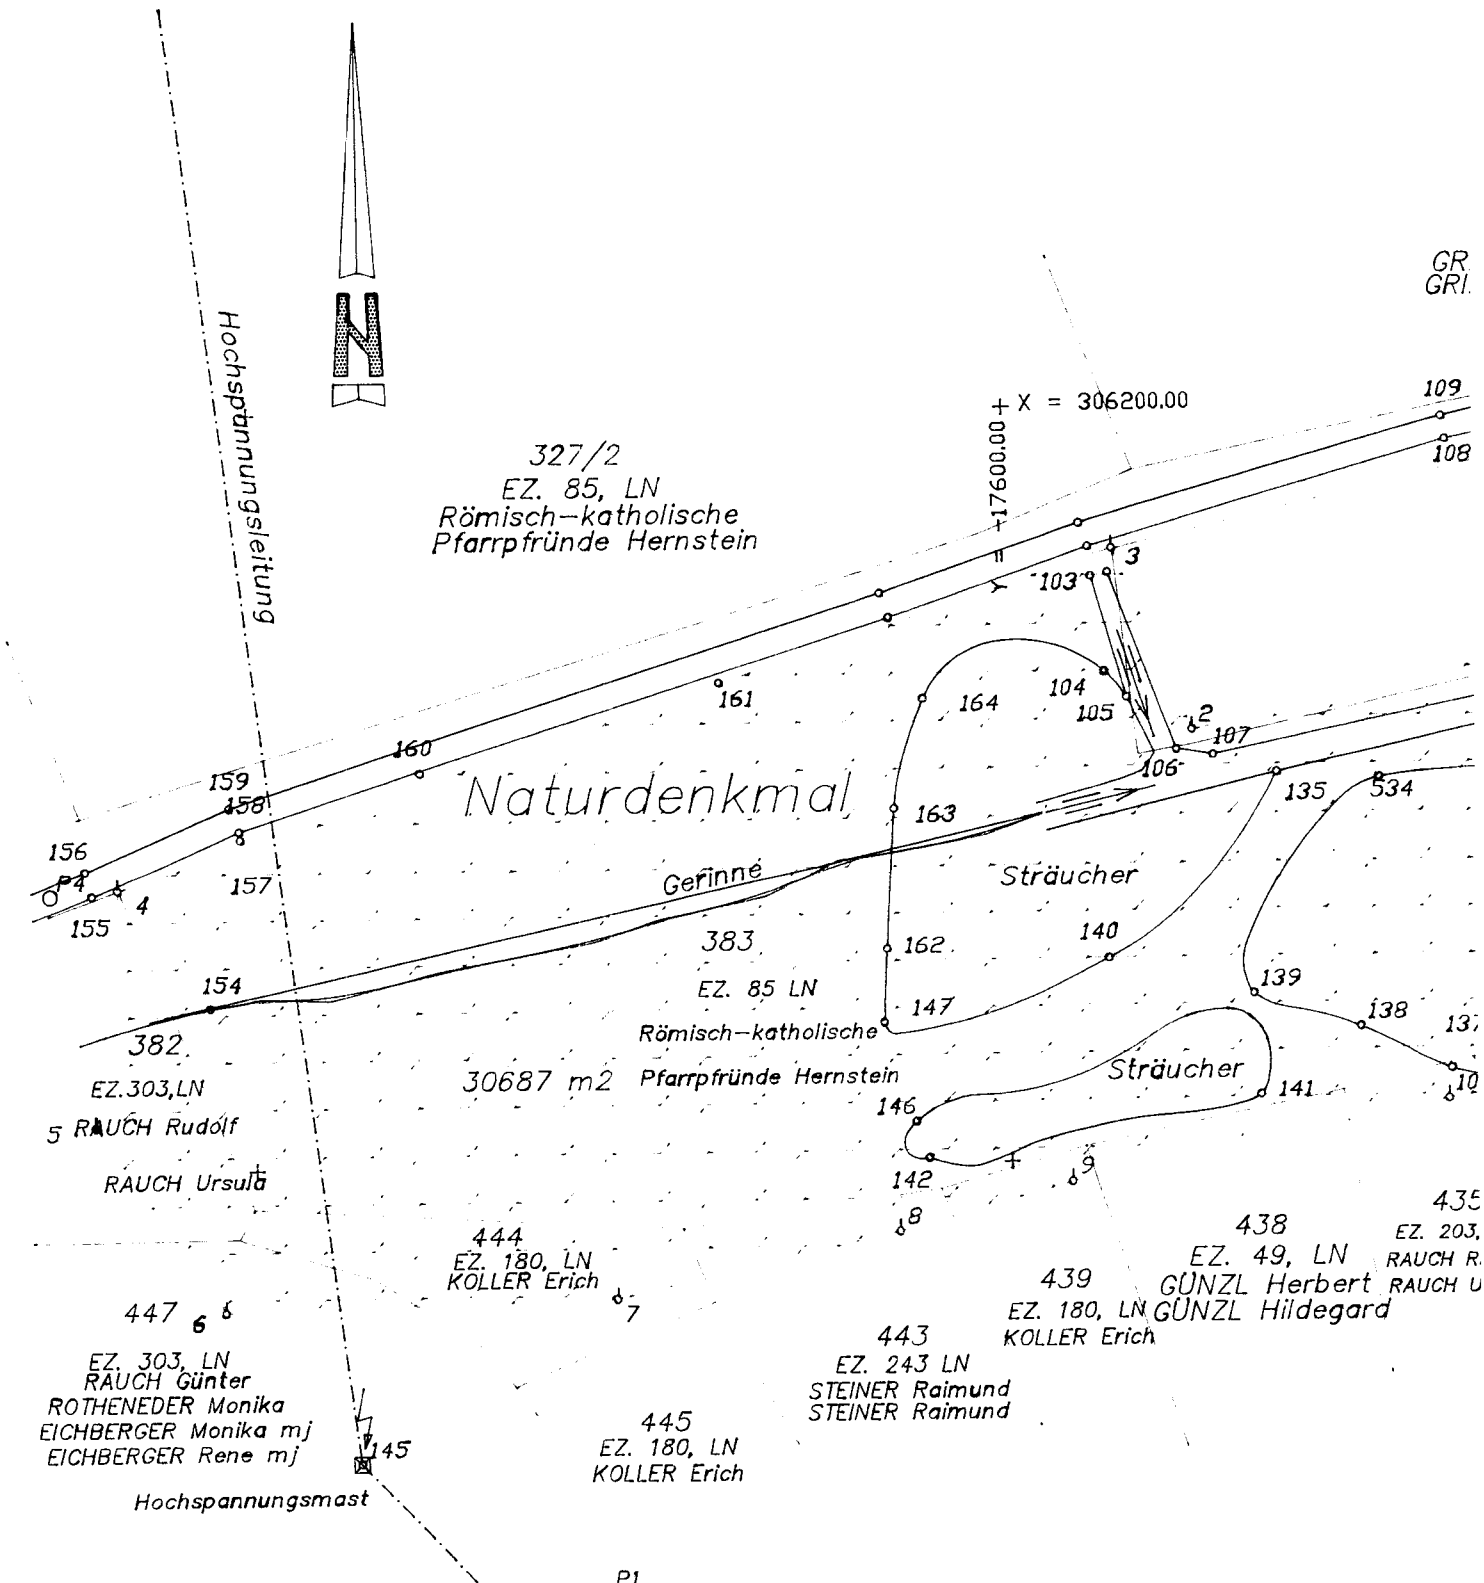 N
Hochspannungsleitung
GR
GRI.
109
X = 306200.00
108
Y = -17600.00
327/2
EZ. 85, LN
Römisch-katholische
Pfarrpfründe Hernstein
3
103
161
164
104
105
2
107
106
160
159
158
Naturdenkmal
135
534
163
156
P4
157
4
155
Gerinne
Sträucher
383
162
140
154
EZ. 85 LN
139
147
138
137
Römisch-katholische
382
30687 m2
Pfarrpfründe Hernstein
Sträucher
EZ.303,LN
141
10
146
5
RAUCH Rudolf
RAUCH Ursula
142
9
8
435
444
EZ. 180, LN
KOLLER Erich
438
EZ. 49, LN
GÜNZL Herbert
GÜNZL Hildegard
EZ. 203,
RAUCH R.
RAUCH U
439
EZ. 180, LN
KOLLER Erich
447
6
7
443
EZ. 243 LN
STEINER Raimund
STEINER Raimund
EZ. 303, LN
RAUCH Günter
ROTHENEDER Monika
EICHBERGER Monika mj
EICHBERGER Rene mj
445
EZ. 180, LN
KOLLER Erich
145
Hochspannungsmast
P1